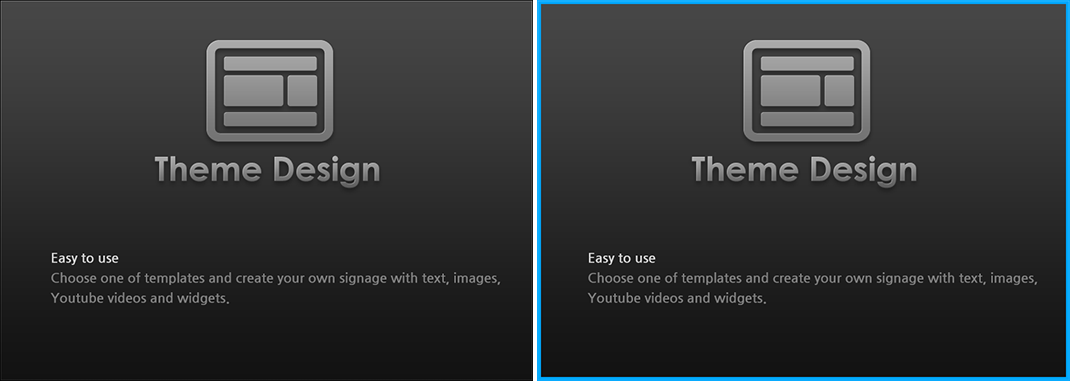 Theme Design
Easy to use
Choose one of templates and create your own signage with text, images,
Youtube videos and widgets.
Theme Design
Easy to use
Choose one of templates and create your own signage with text, images,
Youtube videos and widgets.